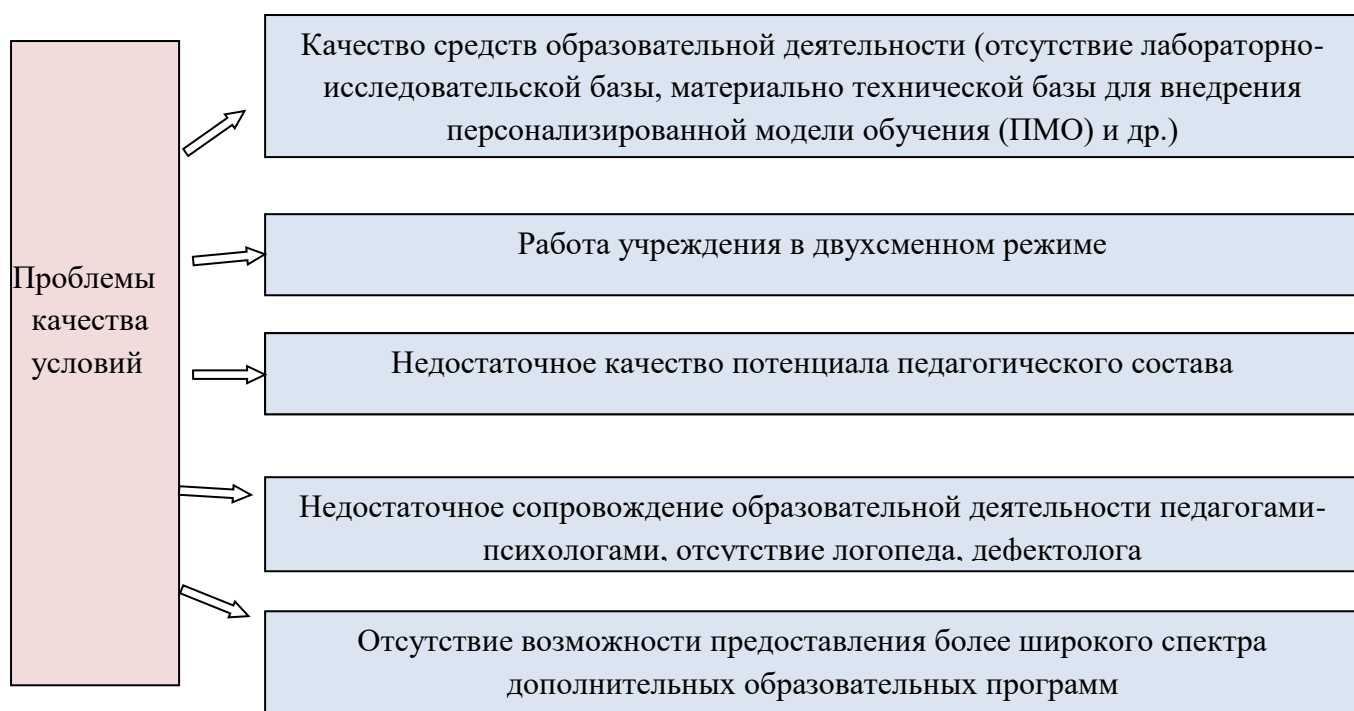 Проблемы
качества
условий
Качество средств образовательной деятельности (отсутствие лабораторно-
исследовательской базы, материально технической базы для внедрения
персонализированной модели обучения (ПМО) и др.)
Работа учреждения в двухсменном режиме
Недостаточное качество потенциала педагогического состава
Недостаточное сопровождение образовательной деятельности педагогами-
психологами, отсутствие логопеда, дефектолога
Отсутствие возможности предоставления более широкого спектра
дополнительных образовательных программ